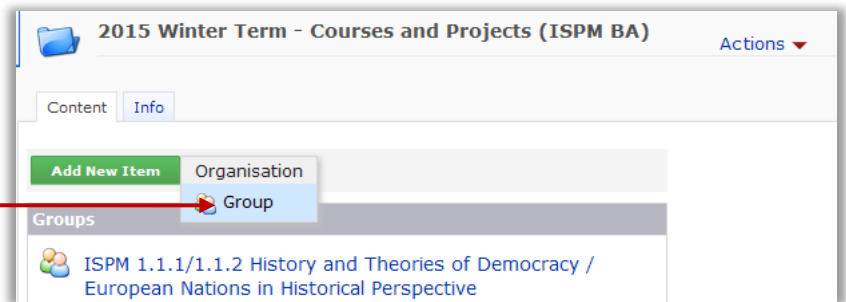 2015 Winter Term - Courses and Projects (ISPM BA)
Actions
Content Info
Add New Item Organisation
Group
Groups
ISPM 1.1.1/1.1.2 History and Theories of Democracy /
European Nations in Historical Perspective